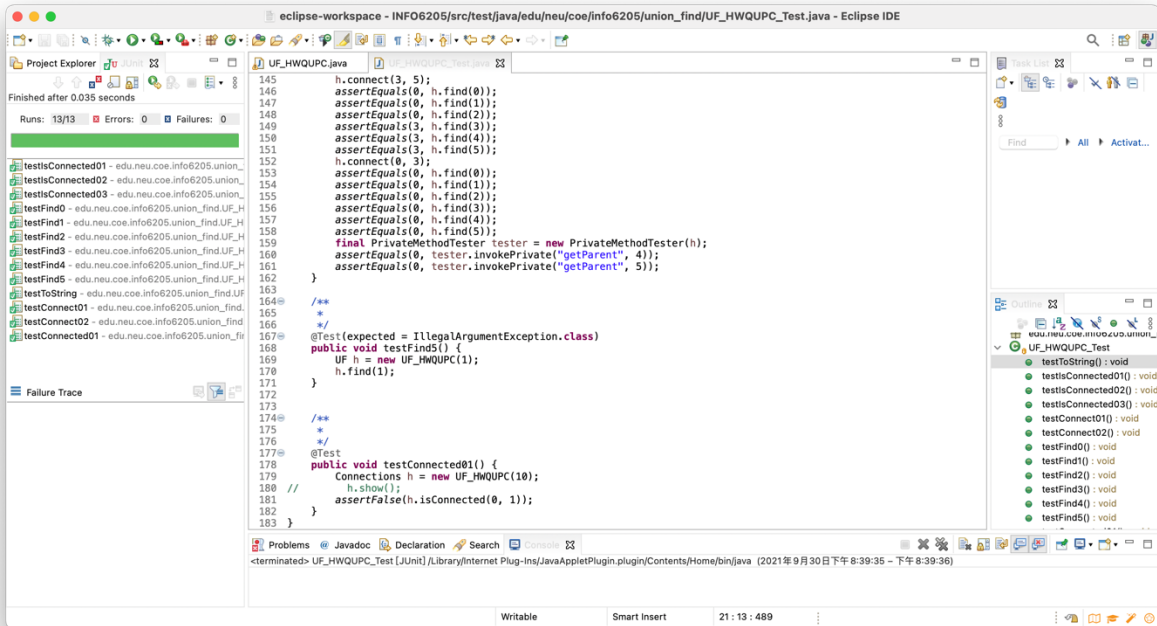 eclipse-workspace - INFO6205/src/test/java/edu/neu/coe/info6205/union_find/UF_HWQUPC_Test.java - Eclipse IDE
Project Explorer
JUnit
Finished after 0.035 seconds
Runs: 13/13 Errors: 0 Failures: 0
testIsConnected01 - edu.neu.coe.info6205.union_
testIsConnected02 - edu.neu.coe.info6205.union_
testIsConnected03 - edu.neu.coe.info6205.union_
testFind0 - edu.neu.coe.info6205.union_find.UF_H
testFind1 - edu.neu.coe.info6205.union_find.UF_H
testFind2 - edu.neu.coe.info6205.union_find.UF_H
testFind3 - edu.neu.coe.info6205.union_find.UF_H
testFind4 - edu.neu.coe.info6205.union_find.UF_H
testFind5 - edu.neu.coe.info6205.union_find.UF_H
testToString - edu.neu.coe.info6205.union_find.UF
testConnect01 - edu.neu.coe.info6205.union_find.
testConnect02 - edu.neu.coe.info6205.union_find
testConnected01 - edu.neu.coe.info6205.union_fir
Failure Trace
UF_HWQUPC.java
UF_HWQUPC_Test.java
145 h.connect(3, 5);
146 assertEquals(0, h.find(0));
147 assertEquals(0, h.find(1));
148 assertEquals(0, h.find(2));
149 assertEquals(3, h.find(3));
150 assertEquals(3, h.find(4));
151 assertEquals(3, h.find(5));
152 h.connect(0, 3);
153 assertEquals(0, h.find(0));
154 assertEquals(0, h.find(1));
155 assertEquals(0, h.find(2));
156 assertEquals(0, h.find(3));
157 assertEquals(0, h.find(4));
158 assertEquals(0, h.find(5));
159 final PrivateMethodTester tester = new PrivateMethodTester(h);
160 assertEquals(0, tester.invokePrivate("getParent", 4));
161 assertEquals(0, tester.invokePrivate("getParent", 5));
162 }
163
164 /**
165 *
166 */
167 @Test(expected = IllegalArgumentException.class)
168 public void testFind5() {
169 UF h = new UF_HWQUPC(1);
170 h.find(1);
171 }
172
173
174 /**
175 *
176 */
177 @Test
178 public void testConnected01() {
179 Connections h = new UF_HWQUPC(10);
180 // h.show();
181 assertFalse(h.isConnected(0, 1));
182 }
183 }
Task List
Find All Activat...
Outline
edu.neu.coe.info6205.union_
UF_HWQUPC_Test
testToString() : void
testIsConnected01() : void
testIsConnected02() : void
testIsConnected03() : void
testConnect01() : void
testConnect02() : void
testFind0() : void
testFind1() : void
testFind2() : void
testFind3() : void
testFind4() : void
testFind5() : void
Problems @ Javadoc Declaration Search Console
<terminated> UF_HWQUPC_Test [JUnit] /Library/Internet Plug-Ins/JavaAppletPlugin.plugin/Contents/Home/bin/java (2021年9月30日 下午8:39:35 – 下午8:39:36)
Writable Smart Insert 21 : 13 : 489